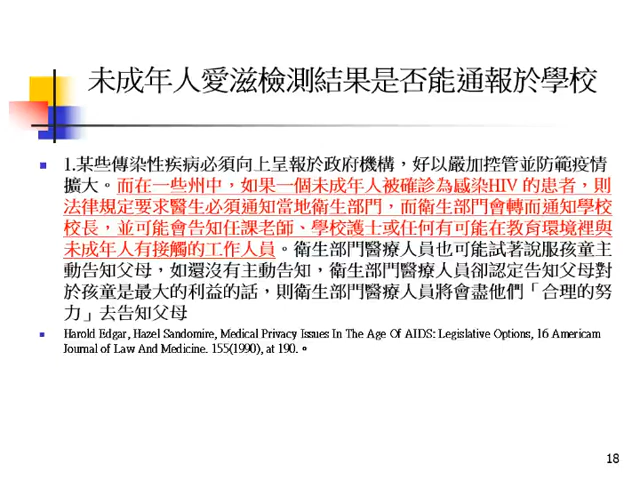 未成年人愛滋檢測結果是否能通報於學校
1.某些傳染性疾病必須向上呈報於政府機構，好以嚴加控管並防範疫情
擴大。而在一些州中，如果一個未成年人被確診為感染HIV 的患者，則
法律規定要求醫生必須通知當地衛生部門，而衛生部門會轉而通知學校
校長，並可能會告知任課老師、學校護士或任何有可能在教育環境裡與
未成年人有接觸的工作人員。衛生部門醫療人員也可能試著說服孩童主
動告知父母，如還沒有主動告知，衛生部門醫療人員卻認定告知父母對
於孩童是最大的利益的話，則衛生部門醫療人員將會盡他們「合理的努
力」去告知父母
Harold Edgar, Hazel Sandomire, Medical Privacy Issues In The Age Of AIDS: Legislative Options, 16 Americam
Journal of Law And Medicine. 155(1990), at 190.。
18